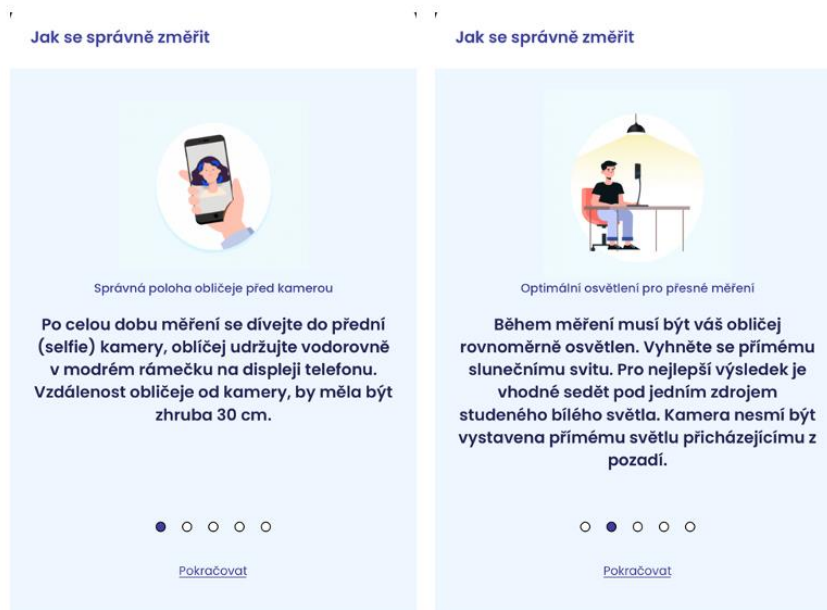 Jak se správně změřit
Správná poloha obličeje před kamerou
Po celou dobu měření se dívejte do přední
(selfie) kamery, oblíčej udržujte vodorovně
v modrém rámečku na displeji telefonu.
Vzdálenost obličeje od kamery, by měla být
zhruba 30 cm.
Pokračovat
Jak se správně změřit
Optimální osvětlení pro přesné měření
Během měření musí být váš obličej
rovnoměrně osvětlen. Vyhněte se přímému
slunečnímu svitu. Pro nejlepší výsledek je
vhodné sedět pod jedním zdrojem
studeného bílého světla. Kamera nesmí být
vystavena přímému světlu přicházejícímu z
pozadí.
Pokračovat